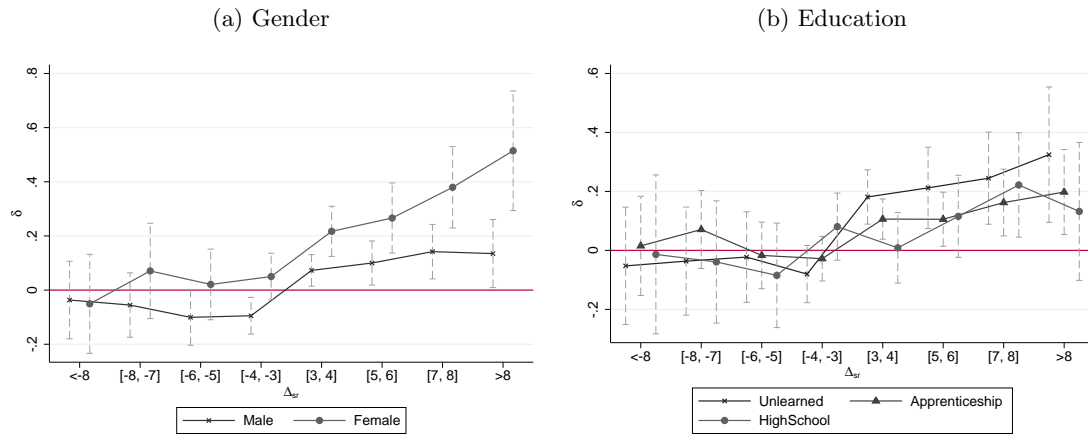 (a) Gender
(b) Education
.8
.6
.4
.2
0
-.2
δ
<-8 [-8, -7] [-6, -5] [-4, -3] [3, 4] [5, 6] [7, 8] >8
Δsr
Male Female
.6
.4
.2
0
-.2
δ
<-8 [-8, -7] [-6, -5] [-4, -3] [3, 4] [5, 6] [7, 8] >8
Δsr
Unlearned Apprenticeship
HighSchool